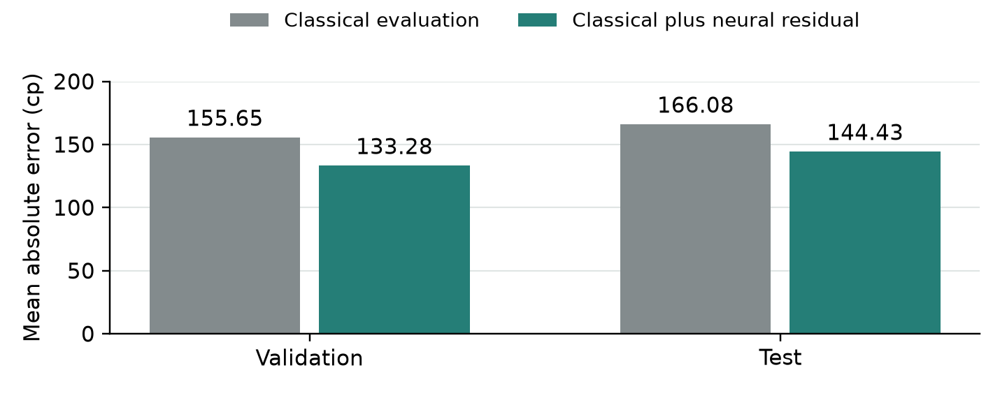 Classical evaluation
Classical plus neural residual
Mean absolute error (cp)
200
150
100
50
0
155.65
133.28
166.08
144.43
Validation
Test